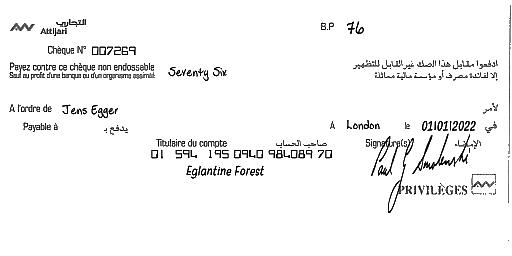 التجاري
Attijari
B.P 76
Chèque N° 007269
Payez contre ce chèque non endossable
Sauf au profit d'une banque ou d'un organisme assimilé
Seventy Six
ادفعوا مقابل هذا الصك غير القابل للتظهير
إلا لفائدة مصرف أو مؤسسة مالية مماثلة
A l'ordre de Jens Egger لأمر
Payable à يدفع بـ
A London le 01/01/2022 في
Titulaire du compte صاحب الحساب
Signature(s) الإمضاء
01 594 195 0940 984089 70
Eglantine Forest
Paul J Smolenski
PRIVILÈGES